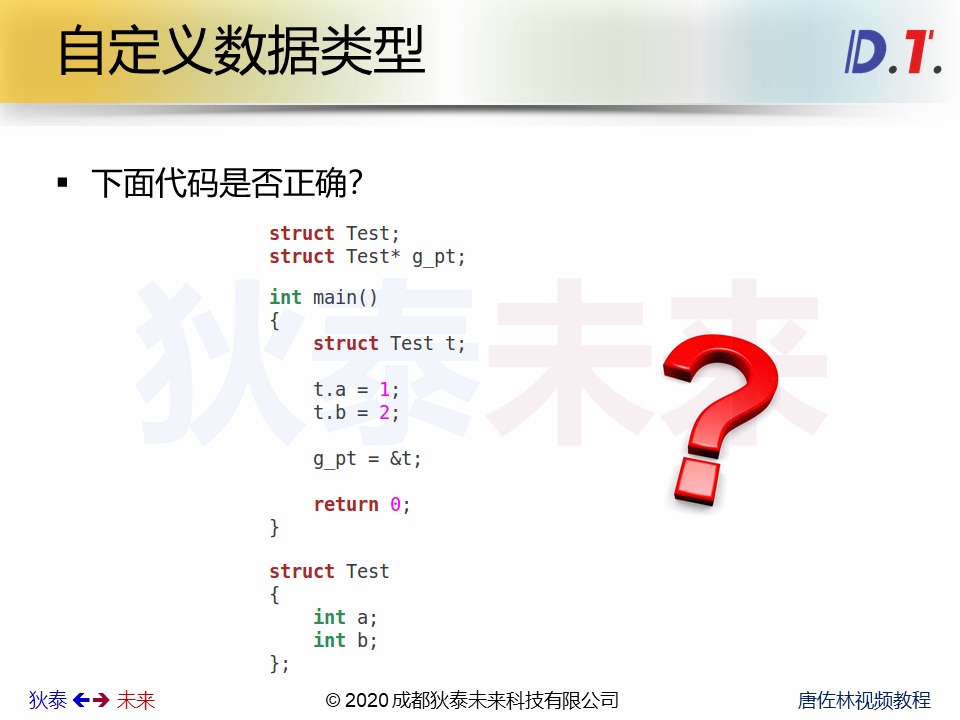 自定义数据类型
D.T.
▪ 下面代码是否正确？
struct Test;
struct Test* g_pt;
int main()
{
    struct Test t;
    t.a = 1;
    t.b = 2;
    g_pt = &t;
    return 0;
}
struct Test
{
    int a;
    int b;
};
狄泰未来
狄泰 未来
© 2020 成都狄泰未来科技有限公司
唐佐林视频教程